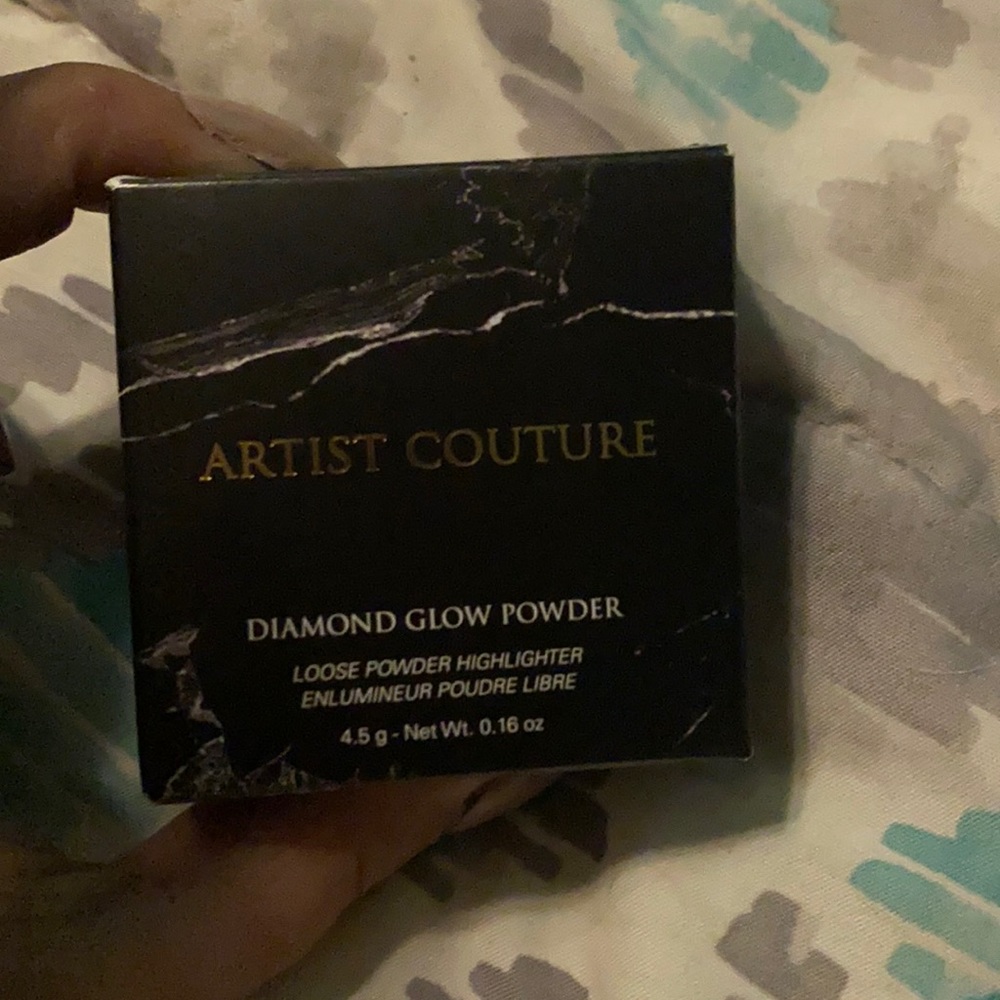 ARTIST COUTURE
DIAMOND GLOW POWDER
LOOSE POWDER HIGHLIGHTER
ENLUMINEUR POUDRE LIBRE
4.5 g - Net Wt. 0.16 oz